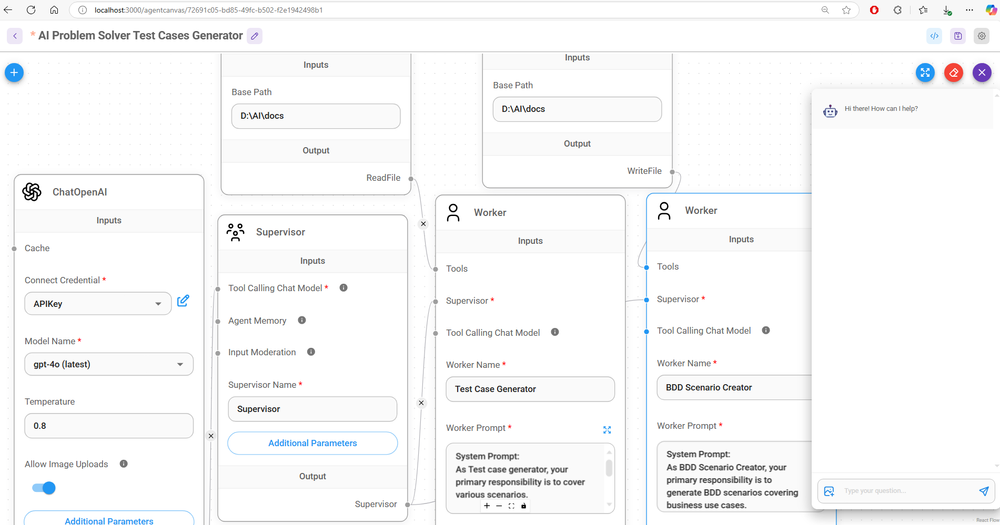 localhost:3000/agentcanvas/72691c05-bd85-49fc-b502-f2e1942498b1
* AI Problem Solver Test Cases Generator
Inputs
Base Path
D:\AI\docs
Output
ReadFile
Inputs
Base Path
D:\AI\docs
Output
WriteFile
ChatOpenAI
Inputs
Cache
Connect Credential *
APIKey
Model Name *
gpt-4o (latest)
Temperature
0.8
Allow Image Uploads
Additional Parameters
Supervisor
Inputs
Tool Calling Chat Model *
Agent Memory
Input Moderation
Supervisor Name *
Supervisor
Additional Parameters
Output
Supervisor
Worker
Inputs
Tools
Supervisor *
Tool Calling Chat Model
Worker Name *
Test Case Generator
Worker Prompt *
System Prompt:
As Test case generator, your
primary responsibility is to cover
various scenarios.
Worker
Inputs
Tools
Supervisor *
Tool Calling Chat Model
Worker Name *
BDD Scenario Creator
Worker Prompt *
System Prompt:
As BDD Scenario Creator, your
primary responsibility is to
generate BDD scenarios covering
business use cases.
Hi there! How can I help?
Type your question...
React Flow